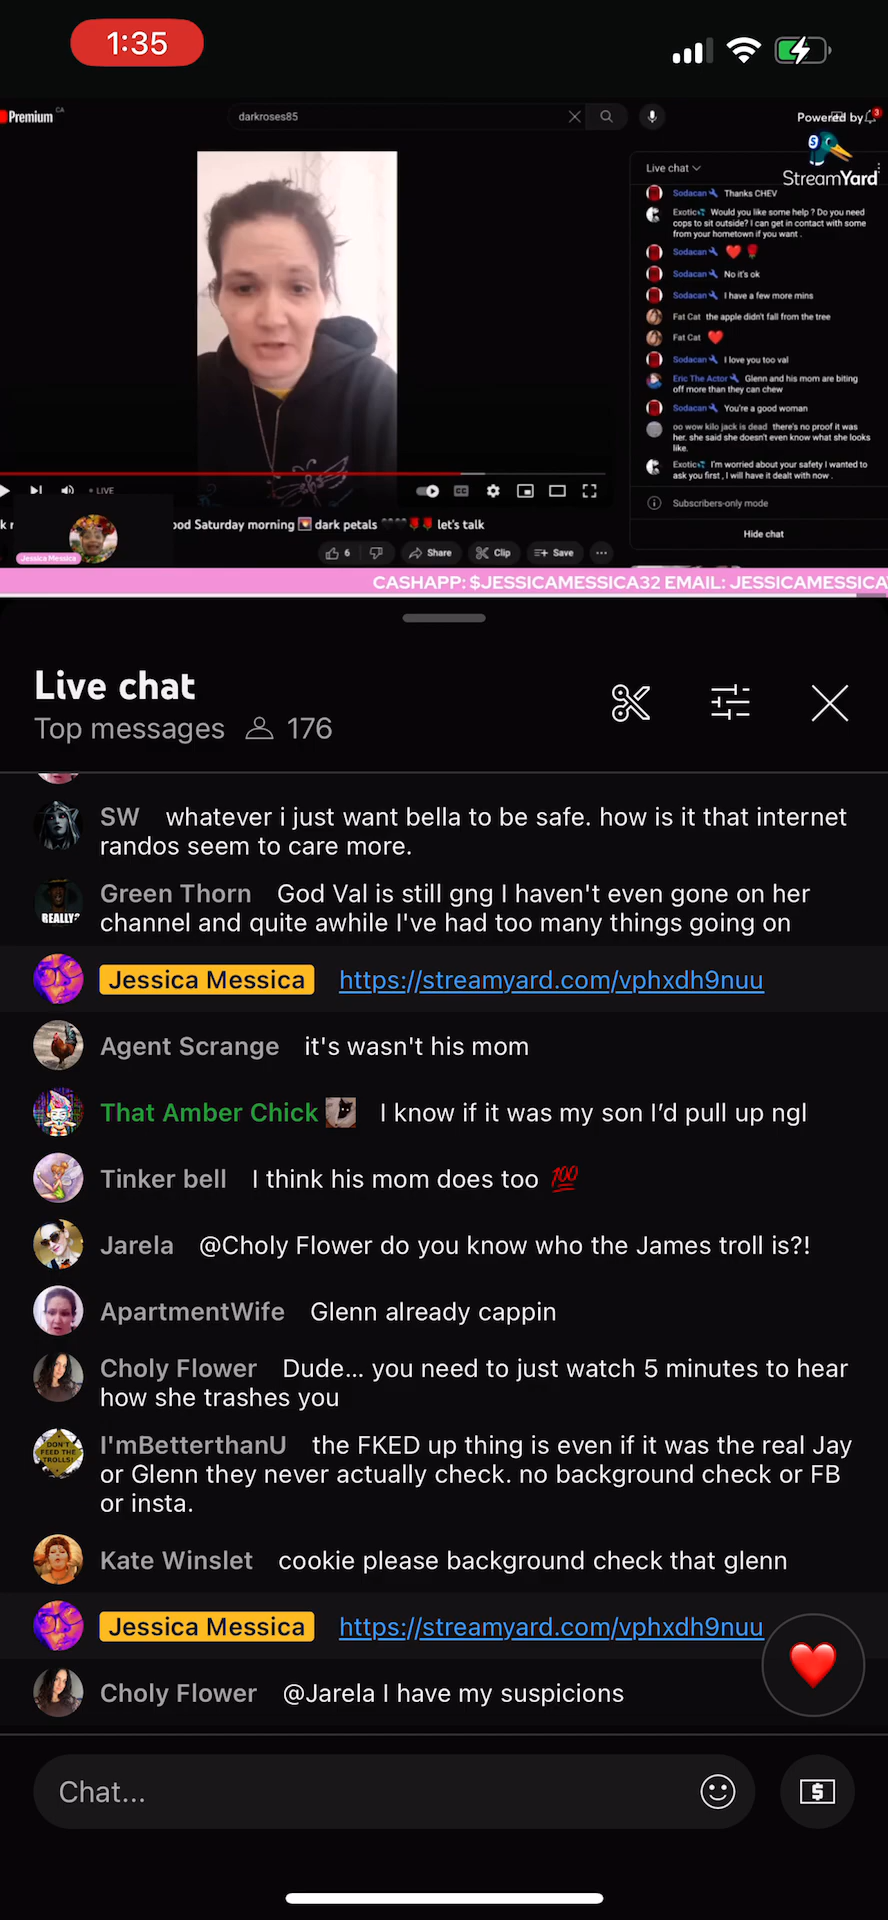 1:35
Premium CA
darkroses85
Powered by
3
StreamYard
Live chat
Sodacan Thanks CHEV
Exotic Would you like some help ? Do you need
cops to sit outside? I can get in contact with some
from your hometown if you want .
Sodacan ❤️🌹
Sodacan No it's ok
Sodacan I have a few more mins
Fat Cat the apple didn't fall from the tree
Fat Cat ❤️
Sodacan I love you too val
Eric The Actor Glenn and his mom are biting
off more than they can chew
Sodacan You're a good woman
oo wow kilo jack is dead there's no proof it was
her. she said she doesn't even know what she looks
like.
Exotic I'm worried about your safety I wanted to
ask you first , I will have it dealt with now .
Subscribers-only mode
Hide chat
LIVE
CC
ood Saturday morning 🌅 dark petals 🖤🖤🌹🌹 let's talk
6
Share
Clip
Save
Jessica Messica
CASHAPP: $JESSICAMESSICA32 EMAIL: JESSICAMESSICA
Live chat
Top messages 176
SW whatever i just want bella to be safe. how is it that internet
randos seem to care more.
REALLY?
Green Thorn God Val is still gng I haven't even gone on her
channel and quite awhile I've had too many things going on
Jessica Messica https://streamyard.com/vphxdh9nuu
Agent Scrange it's wasn't his mom
That Amber Chick I know if it was my son I'd pull up ngl
Tinker bell I think his mom does too 💯
Jarela @Choly Flower do you know who the James troll is?!
ApartmentWife Glenn already cappin
Choly Flower Dude... you need to just watch 5 minutes to hear
how she trashes you
DON'T
FEED THE
TROLLS!
I'mBetterthanU the FKED up thing is even if it was the real Jay
or Glenn they never actually check. no background check or FB
or insta.
Kate Winslet cookie please background check that glenn
Jessica Messica https://streamyard.com/vphxdh9nuu
Choly Flower @Jarela I have my suspicions
Chat...